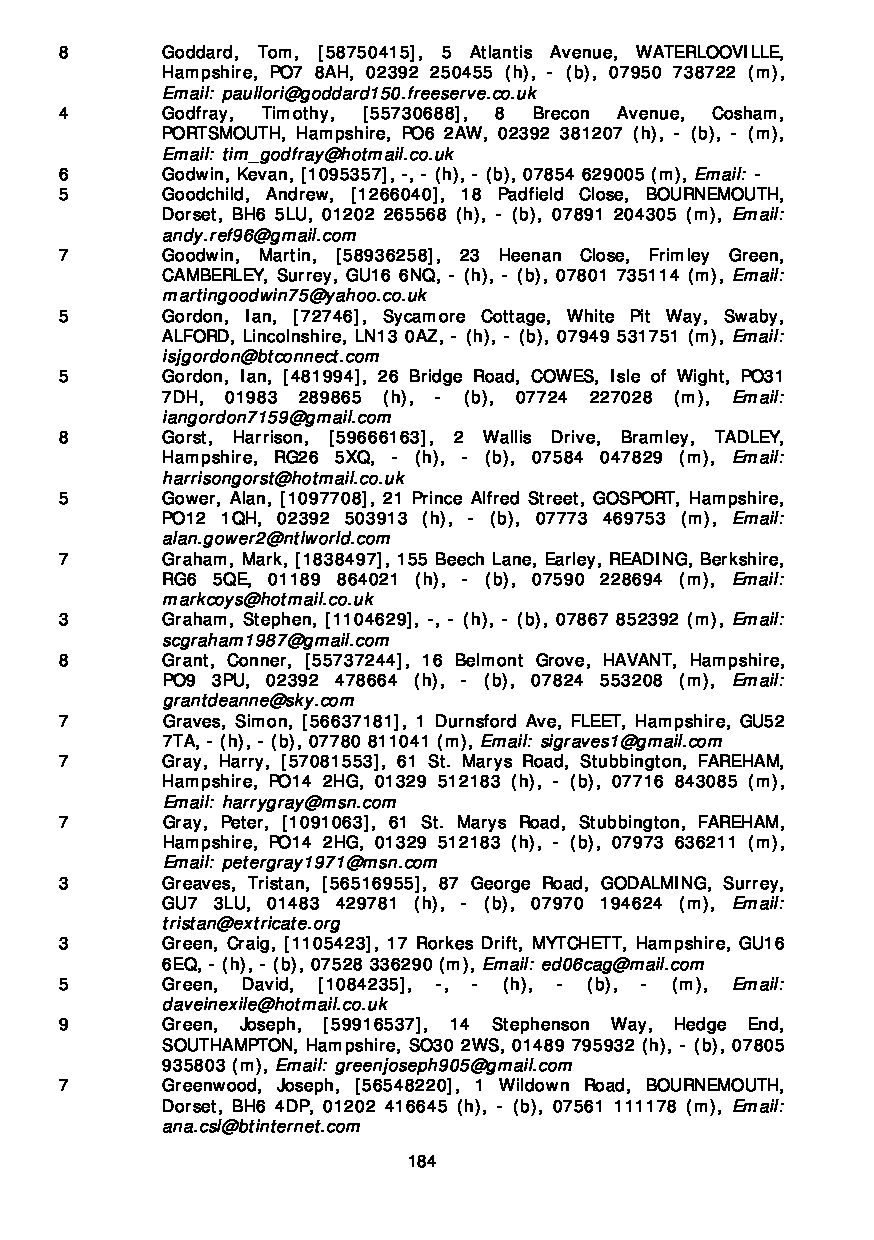 8 Goddard, Tom, [58750415], 5 Atlantis Avenue, WATERLOOVILLE,
Hampshire, PO7 8AH, 02392 250455 (h), - (b), 07950 738722 (m),
Email: paullori@goddard150.freeserve.co.uk
4 Godfray, Timothy, [55730688], 8 Brecon Avenue, Cosham,
PORTSMOUTH, Hampshire, PO6 2AW, 02392 381207 (h), - (b), - (m),
Email: tim_godfray@hotmail.co.uk
6 Godwin, Kevan, [1095357], -, - (h), - (b), 07854 629005 (m), Email: -
5 Goodchild, Andrew, [1266040], 18 Padfield Close, BOURNEMOUTH,
Dorset, BH6 5LU, 01202 265568 (h), - (b), 07891 204305 (m), Email:
andy.ref96@gmail.com
7 Goodwin, Martin, [58936258], 23 Heenan Close, Frimley Green,
CAMBERLEY, Surrey, GU16 6NQ, - (h), - (b), 07801 735114 (m), Email:
martingoodwin75@yahoo.co.uk
5 Gordon, Ian, [72746], Sycamore Cottage, White Pit Way, Swaby,
ALFORD, Lincolnshire, LN13 0AZ, - (h), - (b), 07949 531751 (m), Email:
isjgordon@btconnect.com
5 Gordon, Ian, [481994], 26 Bridge Road, COWES, Isle of Wight, PO31
7DH, 01983 289865 (h), - (b), 07724 227028 (m), Email:
iangordon7159@gmail.com
8 Gorst, Harrison, [59666163], 2 Wallis Drive, Bramley, TADLEY,
Hampshire, RG26 5XQ, - (h), - (b), 07584 047829 (m), Email:
harrisongorst@hotmail.co.uk
5 Gower, Alan, [1097708], 21 Prince Alfred Street, GOSPORT, Hampshire,
PO12 1QH, 02392 503913 (h), - (b), 07773 469753 (m), Email:
alan.gower2@ntlworld.com
7 Graham, Mark, [1838497], 155 Beech Lane, Earley, READING, Berkshire,
RG6 5QE, 01189 864021 (h), - (b), 07590 228694 (m), Email:
markcoys@hotmail.co.uk
3 Graham, Stephen, [1104629], -, - (h), - (b), 07867 852392 (m), Email:
scgraham1987@gmail.com
8 Grant, Conner, [55737244], 16 Belmont Grove, HAVANT, Hampshire,
PO9 3PU, 02392 478664 (h), - (b), 07824 553208 (m), Email:
grantdeanne@sky.com
7 Graves, Simon, [56637181], 1 Durnsford Ave, FLEET, Hampshire, GU52
7TA, - (h), - (b), 07780 811041 (m), Email: sigraves1@gmail.com
7 Gray, Harry, [57081553], 61 St. Marys Road, Stubbington, FAREHAM,
Hampshire, PO14 2HG, 01329 512183 (h), - (b), 07716 843085 (m),
Email: harrygray@msn.com
7 Gray, Peter, [1091063], 61 St. Marys Road, Stubbington, FAREHAM,
Hampshire, PO14 2HG, 01329 512183 (h), - (b), 07973 636211 (m),
Email: petergray1971@msn.com
3 Greaves, Tristan, [56516955], 87 George Road, GODALMING, Surrey,
GU7 3LU, 01483 429781 (h), - (b), 07970 194624 (m), Email:
tristan@extricate.org
3 Green, Craig, [1105423], 17 Rorkes Drift, MYTCHETT, Hampshire, GU16
6EQ, - (h), - (b), 07528 336290 (m), Email: ed06cag@mail.com
5 Green, David, [1084235], -, - (h), - (b), - (m), Email:
daveinexile@hotmail.co.uk
9 Green, Joseph, [59916537], 14 Stephenson Way, Hedge End,
SOUTHAMPTON, Hampshire, SO30 2WS, 01489 795932 (h), - (b), 07805
935803 (m), Email: greenjoseph905@gmail.com
7 Greenwood, Joseph, [56548220], 1 Wildown Road, BOURNEMOUTH,
Dorset, BH6 4DP, 01202 416645 (h), - (b), 07561 111178 (m), Email:
ana.csl@btinternet.com
184